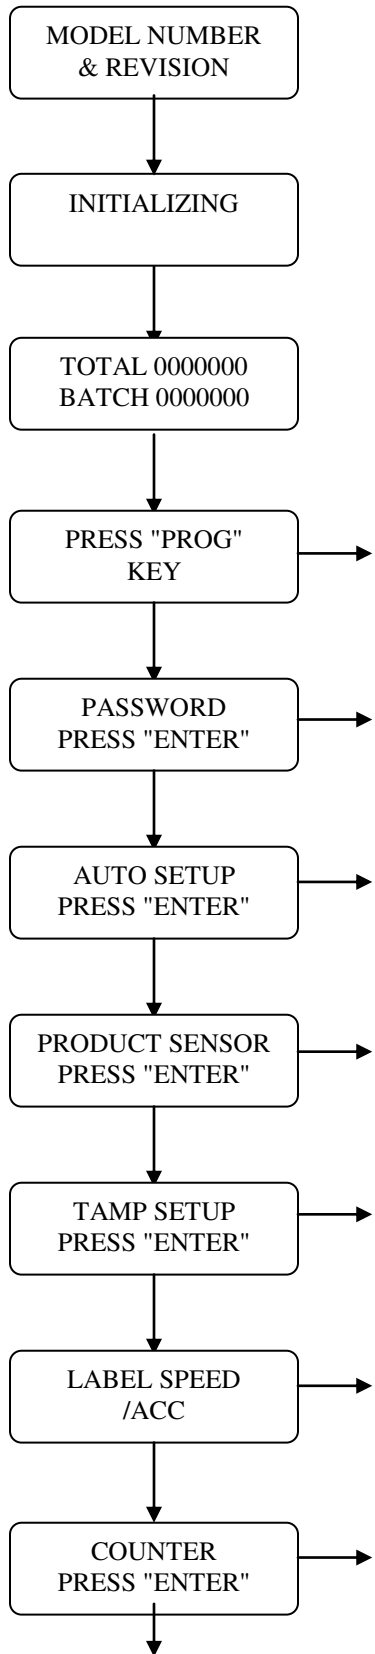 MODEL NUMBER
& REVISION
INITIALIZING
TOTAL 0000000
BATCH 0000000
PRESS "PROG"
KEY
PASSWORD
PRESS "ENTER"
AUTO SETUP
PRESS "ENTER"
PRODUCT SENSOR
PRESS "ENTER"
TAMP SETUP
PRESS "ENTER"
LABEL SPEED
/ACC
COUNTER
PRESS "ENTER"